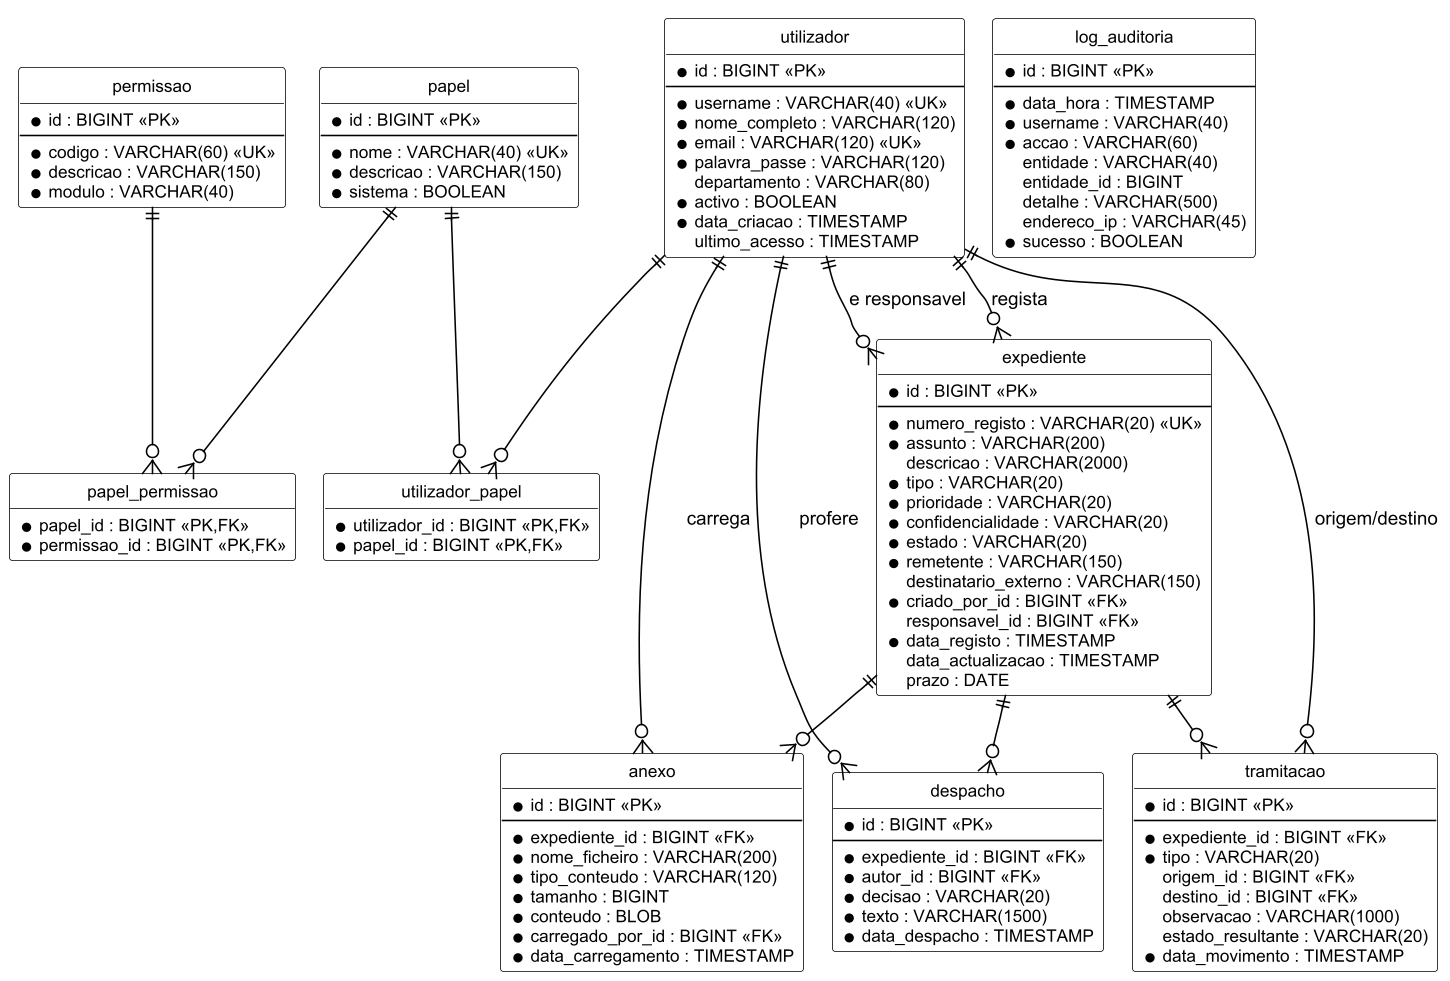 permissao
id : BIGINT «PK»
codigo : VARCHAR(60) «UK»
descricao : VARCHAR(150)
modulo : VARCHAR(40)
papel
id : BIGINT «PK»
nome : VARCHAR(40) «UK»
descricao : VARCHAR(150)
sistema : BOOLEAN
utilizador
id : BIGINT «PK»
username : VARCHAR(40) «UK»
nome_completo : VARCHAR(120)
email : VARCHAR(120) «UK»
palavra_passe : VARCHAR(120)
departamento : VARCHAR(80)
activo : BOOLEAN
data_criacao : TIMESTAMP
ultimo_acesso : TIMESTAMP
log_auditoria
id : BIGINT «PK»
data_hora : TIMESTAMP
username : VARCHAR(40)
accao : VARCHAR(60)
entidade : VARCHAR(40)
entidade_id : BIGINT
detalhe : VARCHAR(500)
endereco_ip : VARCHAR(45)
sucesso : BOOLEAN
e responsavel
regista
expediente
id : BIGINT «PK»
numero_registo : VARCHAR(20) «UK»
assunto : VARCHAR(200)
descricao : VARCHAR(2000)
tipo : VARCHAR(20)
prioridade : VARCHAR(20)
confidencialidade : VARCHAR(20)
estado : VARCHAR(20)
remetente : VARCHAR(150)
destinatario_externo : VARCHAR(150)
criado_por_id : BIGINT «FK»
responsavel_id : BIGINT «FK»
data_registo : TIMESTAMP
data_actualizacao : TIMESTAMP
prazo : DATE
papel_permissao
papel_id : BIGINT «PK,FK»
permissao_id : BIGINT «PK,FK»
utilizador_papel
utilizador_id : BIGINT «PK,FK»
papel_id : BIGINT «PK,FK»
carrega
profere
origem/destino
anexo
id : BIGINT «PK»
expediente_id : BIGINT «FK»
nome_ficheiro : VARCHAR(200)
tipo_conteudo : VARCHAR(120)
tamanho : BIGINT
conteudo : BLOB
carregado_por_id : BIGINT «FK»
data_carregamento : TIMESTAMP
despacho
id : BIGINT «PK»
expediente_id : BIGINT «FK»
autor_id : BIGINT «FK»
decisao : VARCHAR(20)
texto : VARCHAR(1500)
data_despacho : TIMESTAMP
tramitacao
id : BIGINT «PK»
expediente_id : BIGINT «FK»
tipo : VARCHAR(20)
origem_id : BIGINT «FK»
destino_id : BIGINT «FK»
observacao : VARCHAR(1000)
estado_resultante : VARCHAR(20)
data_movimento : TIMESTAMP